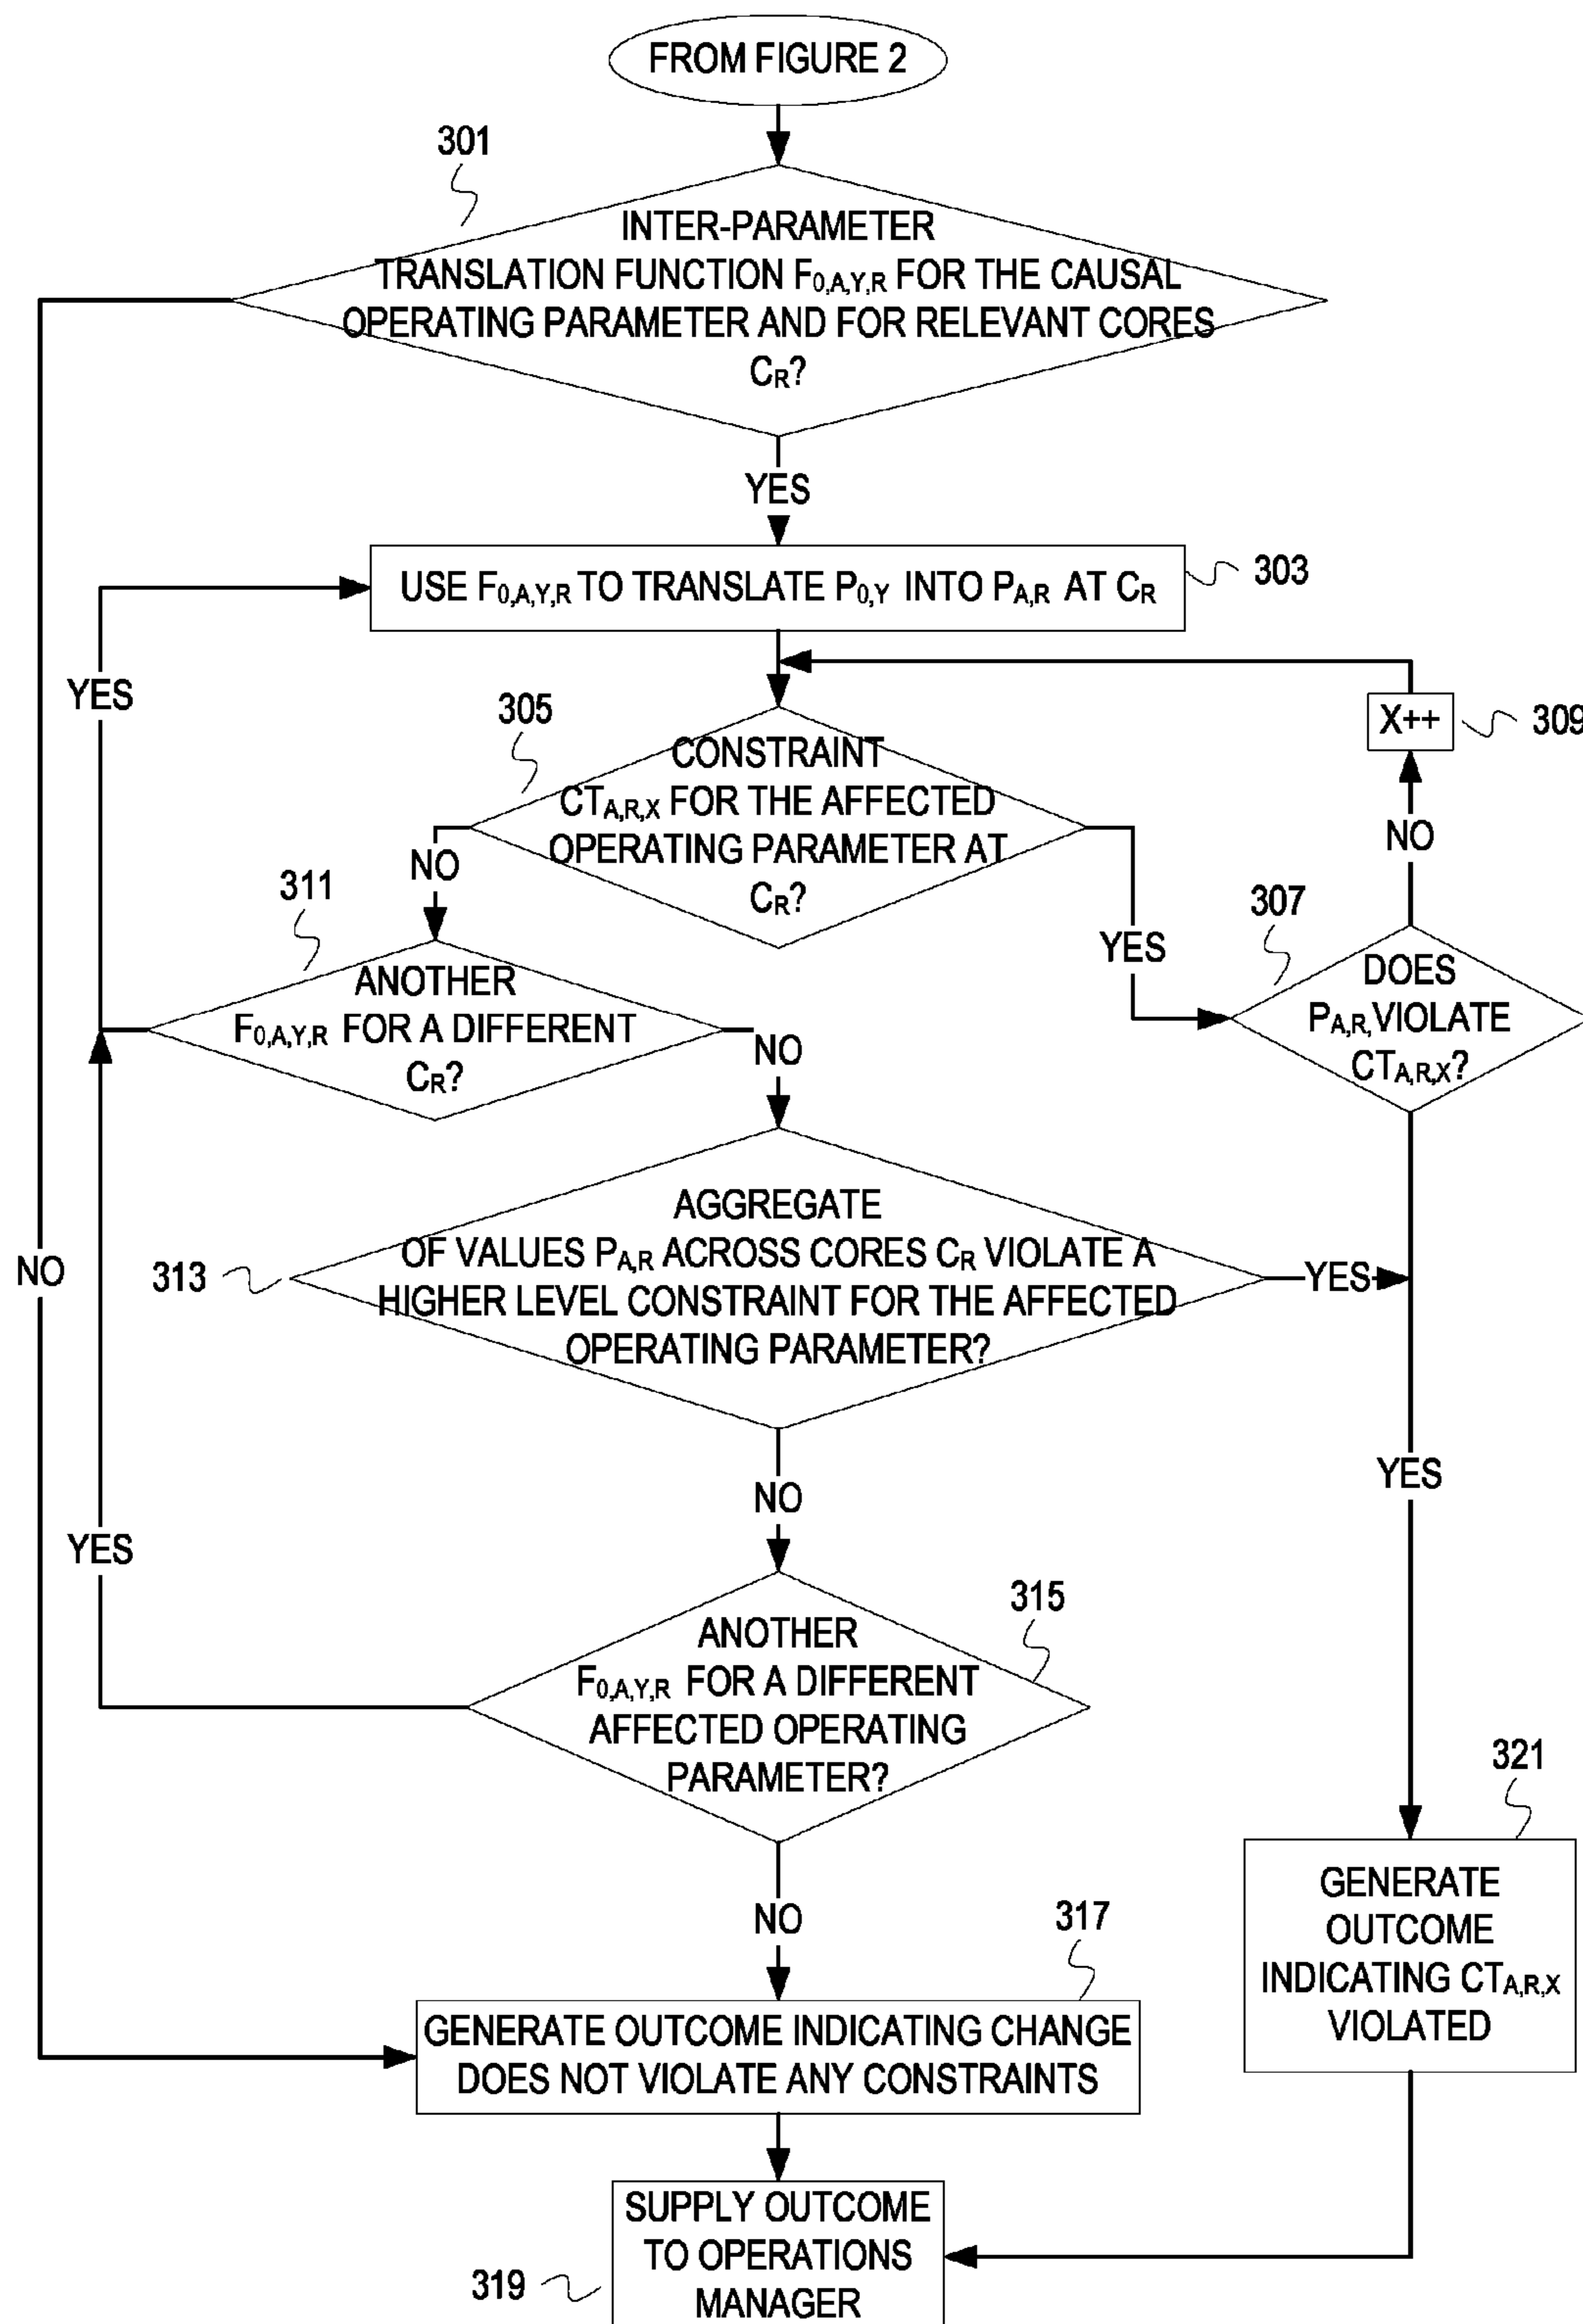 FROM FIGURE 2
301
INTER-PARAMETER
TRANSLATION FUNCTION F0,A,Y,R FOR THE CAUSAL
OPERATING PARAMETER AND FOR RELEVANT CORES
CR?
YES
NO
USE F0,A,Y,R TO TRANSLATE P0,Y INTO PA,R AT CR
303
YES
305
CONSTRAINT
CTA,R,X FOR THE AFFECTED
OPERATING PARAMETER AT
CR?
X++
309
NO
NO
YES
307
DOES
PA,R, VIOLATE
CTA,R,X?
311
ANOTHER
F0,A,Y,R FOR A DIFFERENT
CR?
NO
313
AGGREGATE
OF VALUES PA,R ACROSS CORES CR VIOLATE A
HIGHER LEVEL CONSTRAINT FOR THE AFFECTED
OPERATING PARAMETER?
YES
YES
NO
YES
315
ANOTHER
F0,A,Y,R FOR A DIFFERENT
AFFECTED OPERATING
PARAMETER?
NO
317
GENERATE OUTCOME INDICATING CHANGE
DOES NOT VIOLATE ANY CONSTRAINTS
321
GENERATE
OUTCOME
INDICATING CTA,R,X
VIOLATED
319
SUPPLY OUTCOME
TO OPERATIONS
MANAGER